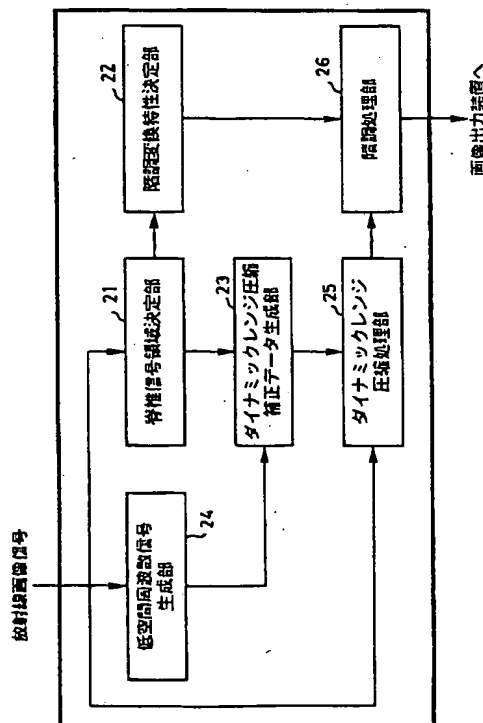 放射線画像信号
低空間周波数信号
生成部
24
脊椎信号領域決定部
21
階調変換特性決定部
22
ダイナミックレンジ圧縮
補正データ生成部
23
ダイナミックレンジ
圧縮処理部
25
階調処理部
26
画像出力装置へ